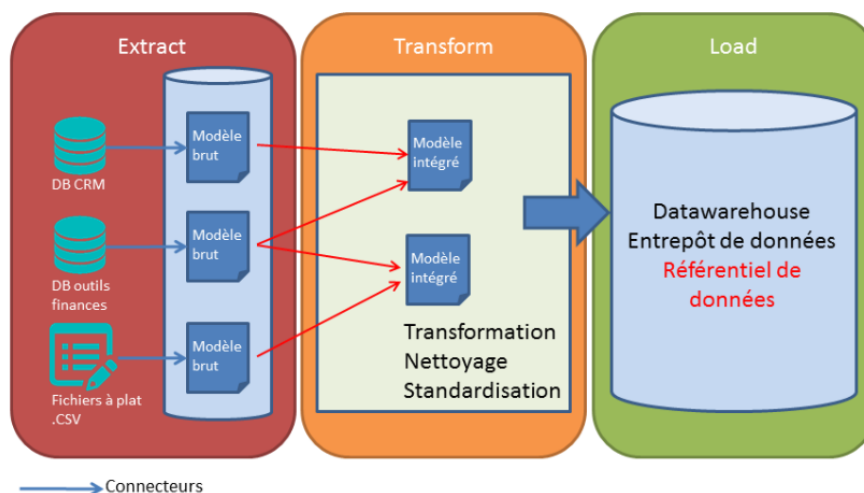 Extract
Transform
Load
DB CRM
Modèle
brut
DB outils
finances
Modèle
brut
Fichiers à plat
.CSV
Modèle
brut
Modèle
intégré
Modèle
intégré
Transformation
Nettoyage
Standardisation
Datawarehouse
Entrepôt de données
Référentiel de
données
Connecteurs